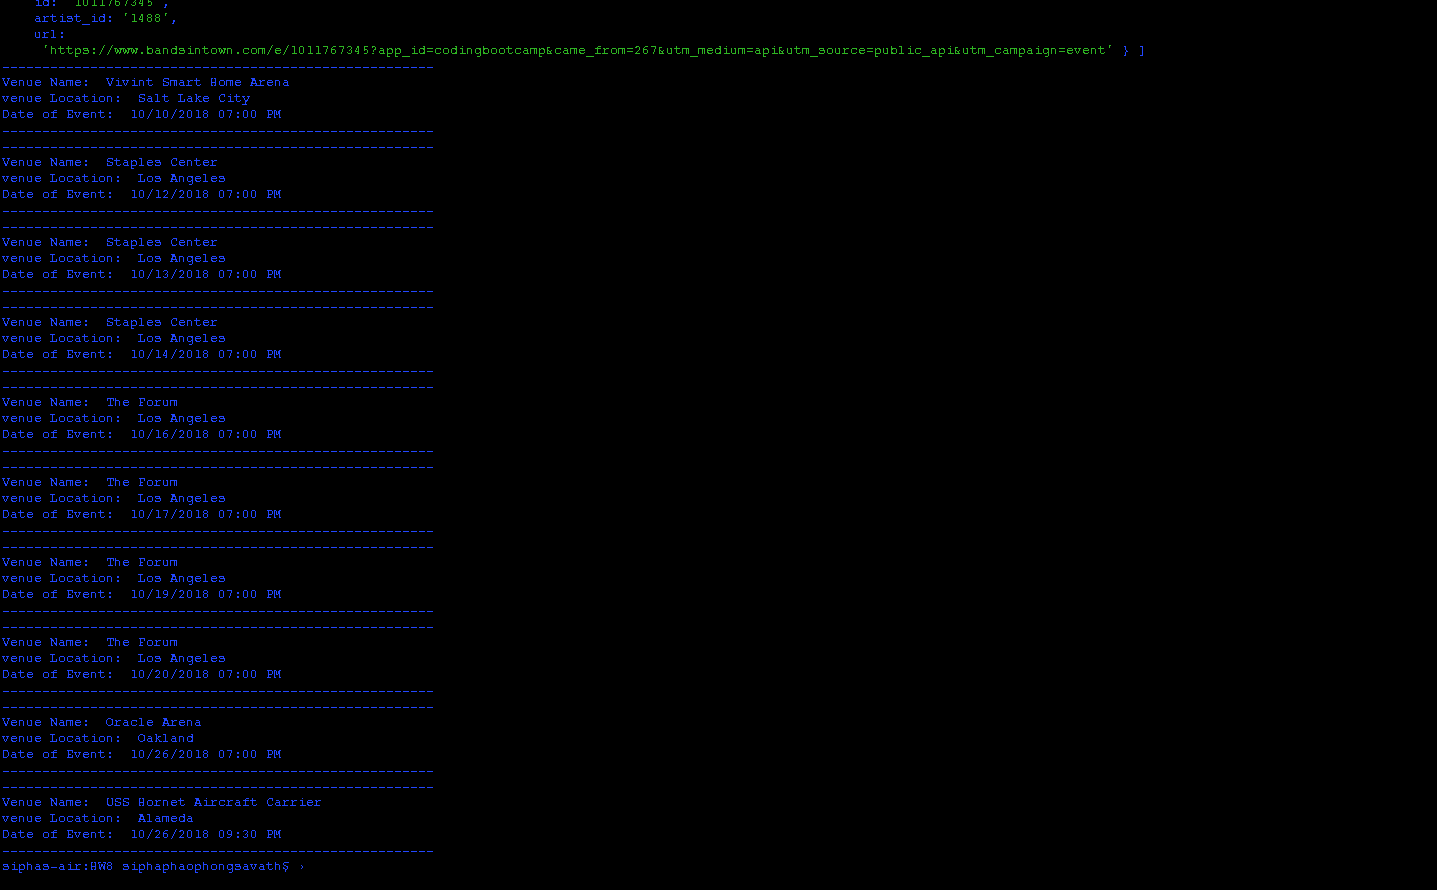 id: '1011767345',
artist_id: '1488',
url:
'https://www.bandsintown.com/e/1011767345?app_id=codingbootcamp&came_from=267&utm_medium=api&utm_source=public_api&utm_campaign=event' } ]
------------------------------------------------------
Venue Name:  Vivint Smart Home Arena
venue Location:  Salt Lake City
Date of Event:  10/10/2018 07:00 PM
------------------------------------------------------
------------------------------------------------------
Venue Name:  Staples Center
venue Location:  Los Angeles
Date of Event:  10/12/2018 07:00 PM
------------------------------------------------------
------------------------------------------------------
Venue Name:  Staples Center
venue Location:  Los Angeles
Date of Event:  10/13/2018 07:00 PM
------------------------------------------------------
------------------------------------------------------
Venue Name:  Staples Center
venue Location:  Los Angeles
Date of Event:  10/14/2018 07:00 PM
------------------------------------------------------
------------------------------------------------------
Venue Name:  The Forum
venue Location:  Los Angeles
Date of Event:  10/16/2018 07:00 PM
------------------------------------------------------
------------------------------------------------------
Venue Name:  The Forum
venue Location:  Los Angeles
Date of Event:  10/17/2018 07:00 PM
------------------------------------------------------
------------------------------------------------------
Venue Name:  The Forum
venue Location:  Los Angeles
Date of Event:  10/19/2018 07:00 PM
------------------------------------------------------
------------------------------------------------------
Venue Name:  The Forum
venue Location:  Los Angeles
Date of Event:  10/20/2018 07:00 PM
------------------------------------------------------
------------------------------------------------------
Venue Name:  Oracle Arena
venue Location:  Oakland
Date of Event:  10/26/2018 07:00 PM
------------------------------------------------------
------------------------------------------------------
Venue Name:  USS Hornet Aircraft Carrier
venue Location:  Alameda
Date of Event:  10/26/2018 09:30 PM
------------------------------------------------------
siphas-air:HW8 siphaphaophongsavath$ ›